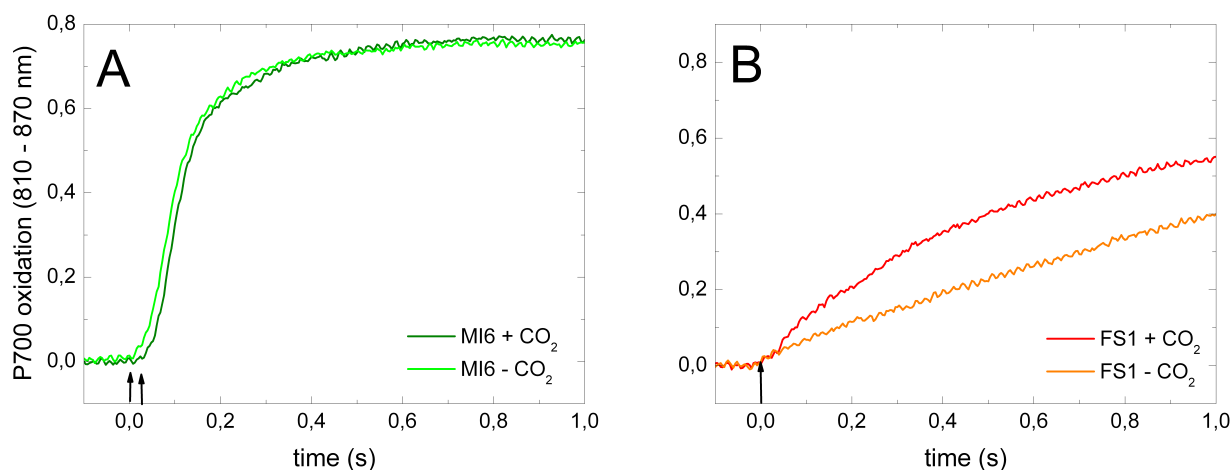 A
P700 oxidation (810 - 870 nm)
0,8
0,6
0,4
0,2
0,0
MI6 + CO2
MI6 - CO2
0,0 0,2 0,4 0,6 0,8 1,0
time (s)
B
0,8
0,6
0,4
0,2
0,0
FS1 + CO2
FS1 - CO2
0,0 0,2 0,4 0,6 0,8 1,0
time (s)